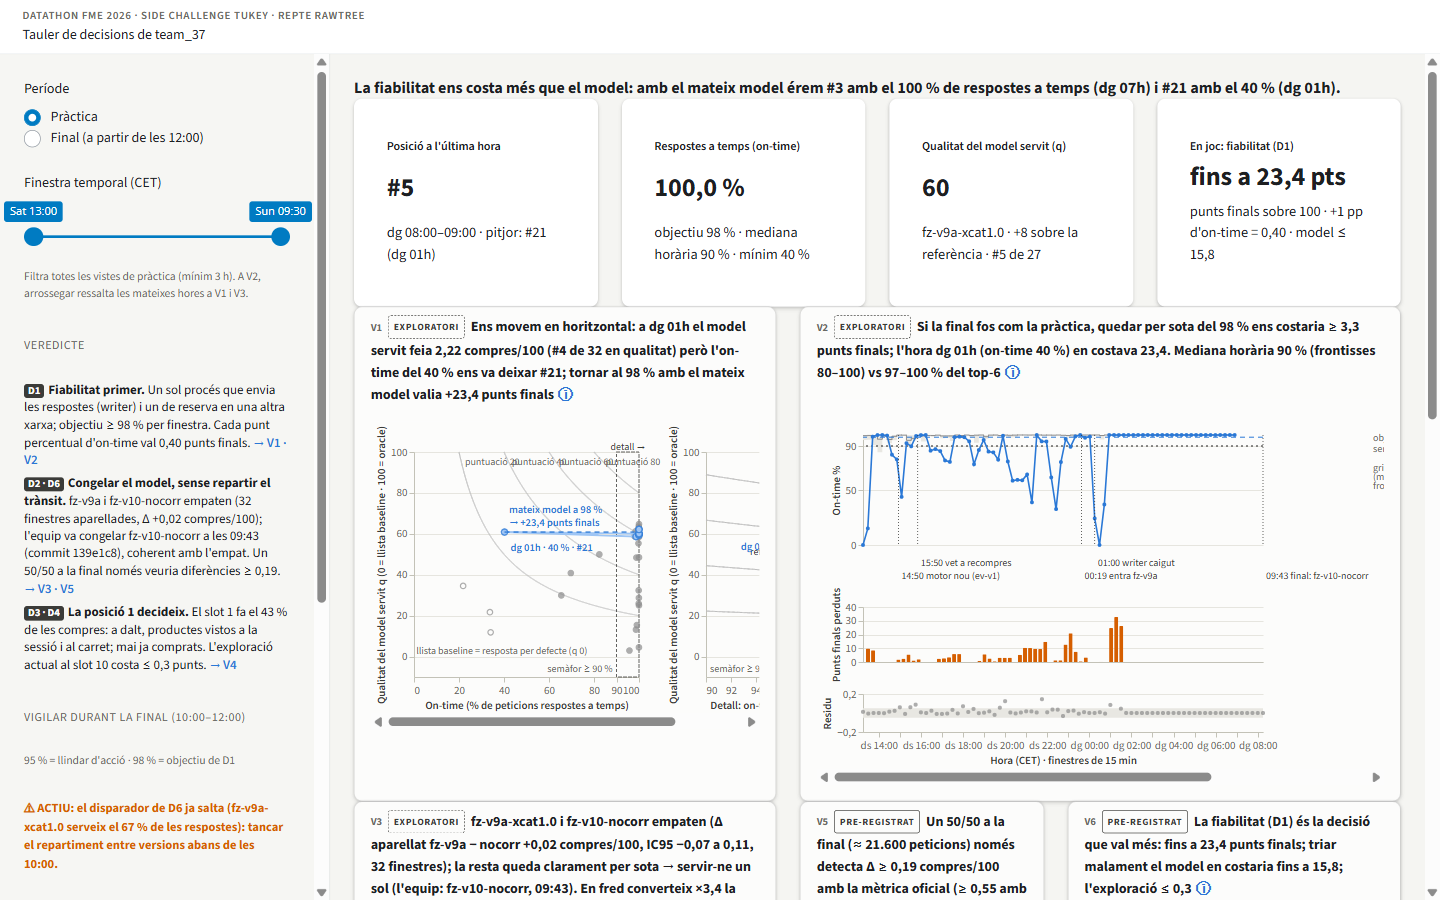 DATATHON FME 2026 · SIDE CHALLENGE TUKEY · REPTE RAWTREE
Tauler de decisions de team_37
Període
Pràctica
Final (a partir de les 12:00)
Finestra temporal (CET)
Sat 13:00
Sun 09:30
Filtra totes les vistes de pràctica (mínim 3 h). A V2,
arrossegar ressalta les mateixes hores a V1 i V3.
VEREDICTE
D1 Fiabilitat primer. Un sol procés que envia
les respostes (writer) i un de reserva en una altra
xarxa; objectiu ≥ 98 % per finestra. Cada punt
percentual d'on-time val 0,40 punts finals. → V1 ·
V2
D2 · D6 Congelar el model, sense repartir el
trànsit. fz-v9a i fz-v10-nocorr empaten (32
finestres aparellades, Δ +0,02 compres/100);
l'equip va congelar fz-v10-nocorr a les 09:43
(commit 139e1c8), coherent amb l'empat. Un
50/50 a la final només veuria diferències ≥ 0,19.
→ V3 · V5
D3 · D4 La posició 1 decideix. El slot 1 fa el 43 %
de les compres: a dalt, productes vistos a la
sessió i al carret; mai ja comprats. L'exploració
actual al slot 10 costa ≤ 0,3 punts. → V4
VIGILAR DURANT LA FINAL (10:00–12:00)
95 % = llindar d'acció · 98 % = objectiu de D1
⚠ ACTIU: el disparador de D6 ja salta (fz-v9a-
xcat1.0 serveix el 67 % de les respostes): tancar
el repartiment entre versions abans de les
10:00.
La fiabilitat ens costa més que el model: amb el mateix model érem #3 amb el 100 % de respostes a temps (dg 07h) i #21 amb el 40 % (dg 01h).
Posició a l'última hora
#5
dg 08:00–09:00 · pitjor: #21
(dg 01h)
Respostes a temps (on-time)
100,0 %
objectiu 98 % · mediana
horària 90 % · mínim 40 %
Qualitat del model servit (q)
60
fz-v9a-xcat1.0 · +8 sobre la
referència · #5 de 27
En joc: fiabilitat (D1)
fins a 23,4 pts
punts finals sobre 100 · +1 pp
d'on-time = 0,40 · model ≤
15,8
V1 EXPLORATORI Ens movem en horitzontal: a dg 01h el model
servit feia 2,22 compres/100 (#4 de 32 en qualitat) però l'on-
time del 40 % ens va deixar #21; tornar al 98 % amb el mateix
model valia +23,4 punts finals ⓘ
Qualitat del model servit q (0 = llista baseline · 100 = oracle)
100
80
60
40
20
0
detall →
puntuació 20 puntuació 40 puntuació 60 puntuació 80
mateix model a 98 %
→ +23,4 punts finals
dg 01h · 40 % · #21
llista baseline = resposta per defecte (q 0)
semàfor ≥ 90 %
0 20 40 60 80 90 100
On-time (% de peticions respostes a temps)
Qualitat del model servit q (0 = llista baseline · 100 = oracle)
100
80
60
40
20
0
dg 0
semàfor ≥ 9
90 92 94
Detall: on-
V2 EXPLORATORI Si la final fos com la pràctica, quedar per sota del 98 % ens costaria ≥ 3,3
punts finals; l'hora dg 01h (on-time 40 %) en costava 23,4. Mediana horària 90 % (frontisses
80–100) vs 97–100 % del top-6 ⓘ
On-time %
90
50
0
ob
ser
gri
(m
fro
15:50 vet a recompres
01:00 writer caigut
14:50 motor nou (ev-v1)
00:19 entra fz-v9a
09:43 final: fz-v10-nocorr
Punts finals perduts
40
30
20
10
0
Residu
0,2
−0,2
ds 14:00 ds 16:00 ds 18:00 ds 20:00 ds 22:00 dg 00:00 dg 02:00 dg 04:00 dg 06:00 dg 08:00
Hora (CET) · finestres de 15 min
V3 EXPLORATORI fz-v9a-xcat1.0 i fz-v10-nocorr empaten (Δ
aparellat fz-v9a − nocorr +0,02 compres/100, IC95 −0,07 a 0,11,
32 finestres); la resta queda clarament per sota → servir-ne un
sol (l'equip: fz-v10-nocorr, 09:43). En fred converteix ×3,4 la
V5 PRE-REGISTRAT Un 50/50 a la
final (≈ 21.600 peticions) només
detecta Δ ≥ 0,19 compres/100
amb la mètrica oficial (≥ 0,55 amb
V6 PRE-REGISTRAT La fiabilitat (D1) és la decisió
que val més: fins a 23,4 punts finals; triar
malament el model en costaria fins a 15,8;
l'exploració ≤ 0,3 ⓘ